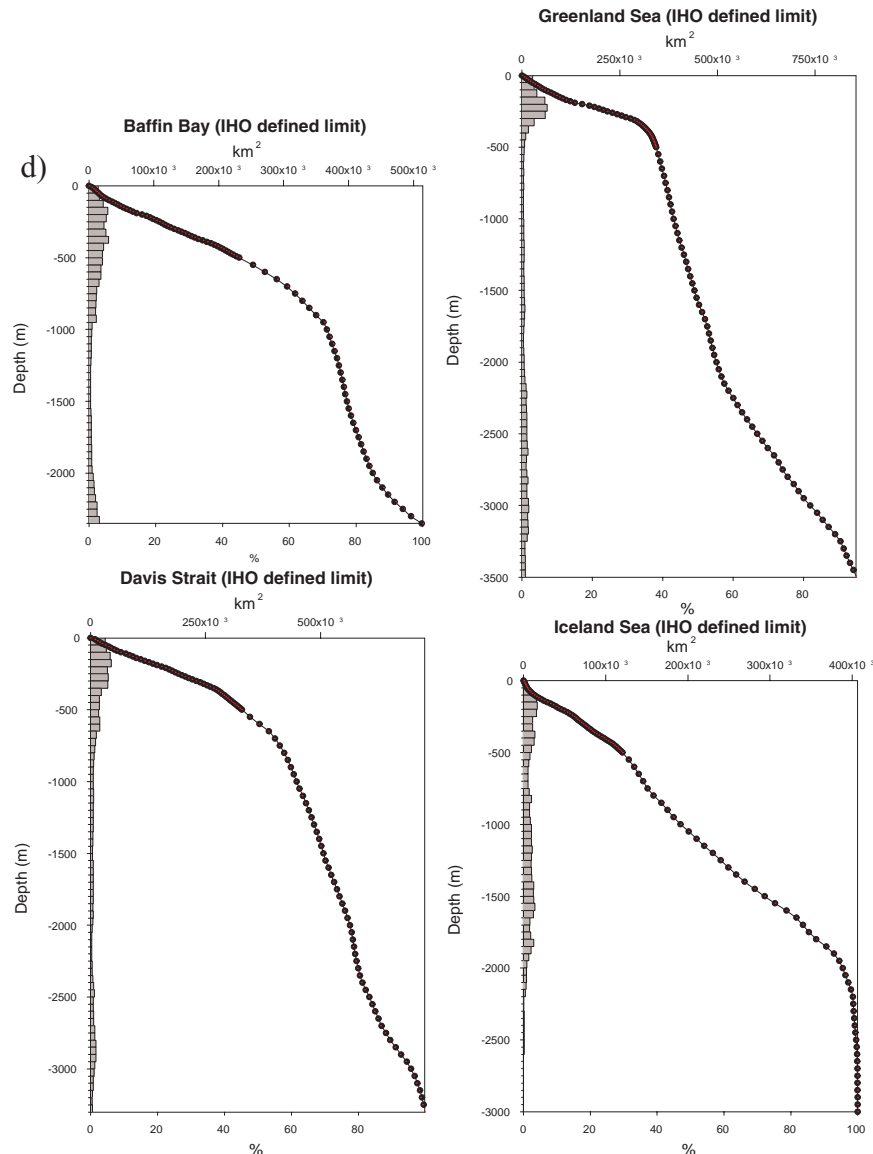 d)
Baffin Bay (IHO defined limit)
km²
0 100x10³ 200x10³ 300x10³ 400x10³ 500x10³
0
-500
-1000
-1500
-2000
Depth (m)
0 20 40 60 80 100
%
Greenland Sea (IHO defined limit)
km²
0 250x10³ 500x10³ 750x10³
0
-500
-1000
-1500
-2000
-2500
-3000
-3500
Depth (m)
0 20 40 60 80
%
Davis Strait (IHO defined limit)
km²
0 250x10³ 500x10³
0
-500
-1000
-1500
-2000
-2500
-3000
Depth (m)
0 20 40 60 80
%
Iceland Sea (IHO defined limit)
km²
0 100x10³ 200x10³ 300x10³ 400x10³
0
-500
-1000
-1500
-2000
-2500
-3000
Depth (m)
0 20 40 60 80 100
%